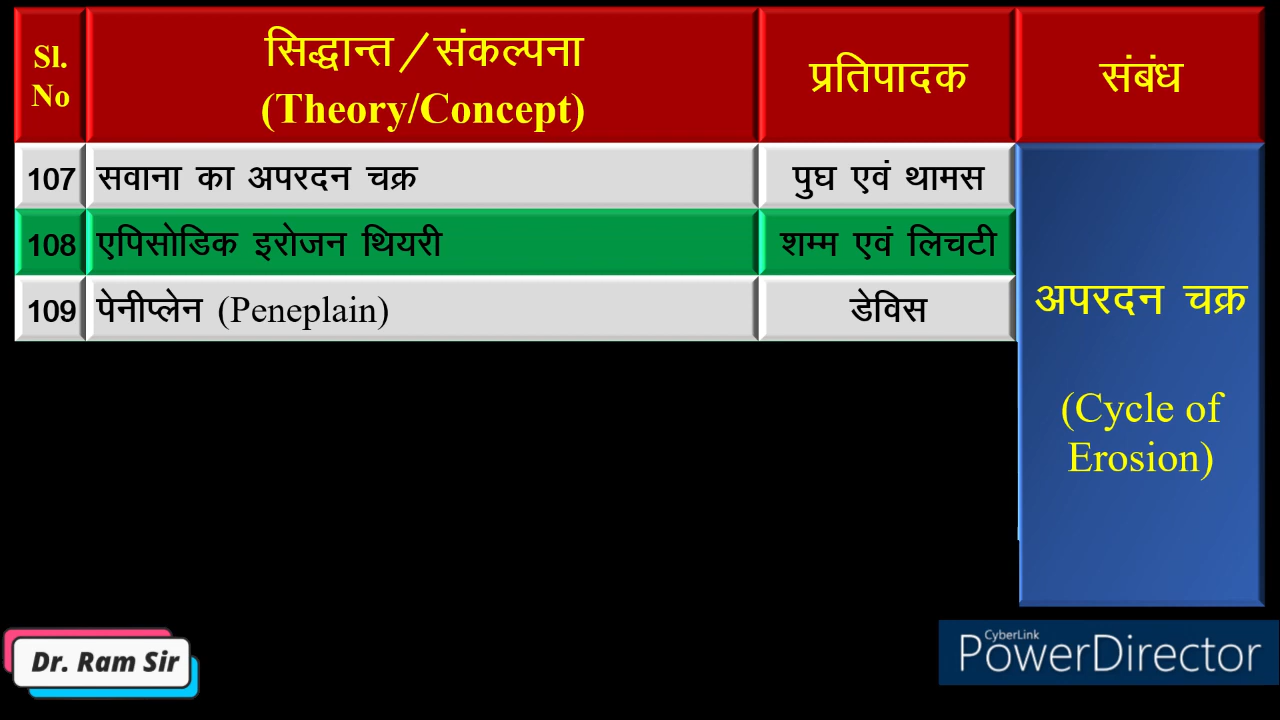 Sl. No
सिद्धान्त/संकल्पना
(Theory/Concept)
प्रतिपादक
संबंध
107 सवाना का अपरदन चक्र पुघ एवं थामस
108 एपिसोडिक इरोजन थियरी शम्म एवं लिचटी
109 पेनीप्लेन (Peneplain) डेविस
अपरदन चक्र
(Cycle of
Erosion)
Dr. Ram Sir
CyberLink
PowerDirector